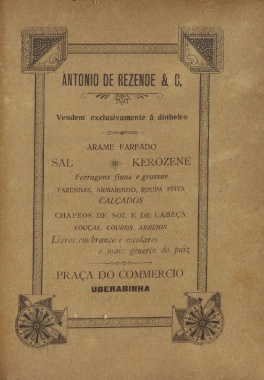 ANTONIO DE REZENDE & C.
Vendem exclusivamente á dinheiro
ARAME FARPADO
SAL KEROZENE
Ferragens finas e grossas
FAZENDAS, ARMARINHO, ROUPA FEITA
CALÇADOS
CHAPEOS DE SOL E DE CABEÇA
LOUÇAS, COUROS, ARREIOS
Livros em branco e escolares
e mais generos do paiz
PRAÇA DO COMMERCIO
UBERABINHA